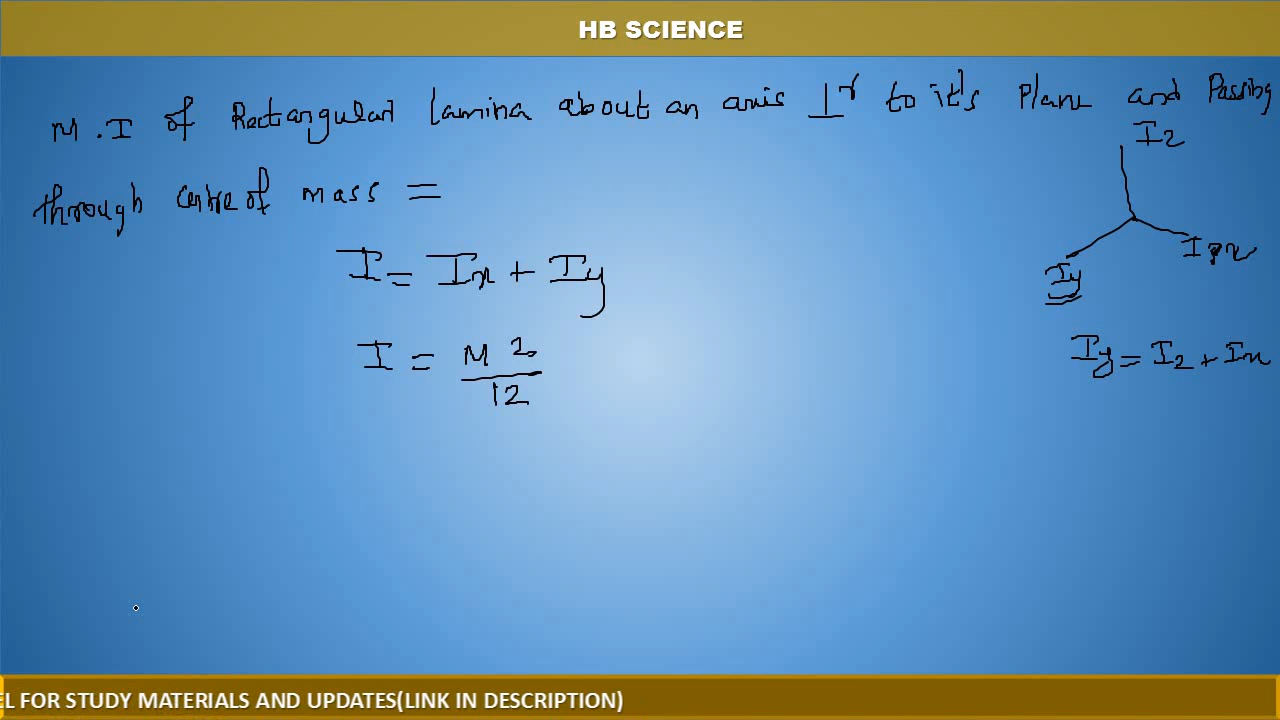 HB SCIENCE
M.I of Rectangular lamina about an axis ⊥r to it's Plane and Passing
through centre of mass =
Iz
I = Ix + Iy
Ix
Iy
I = M 2
12
Iy = Iz + Ix
EL FOR STUDY MATERIALS AND UPDATES(LINK IN DESCRIPTION)